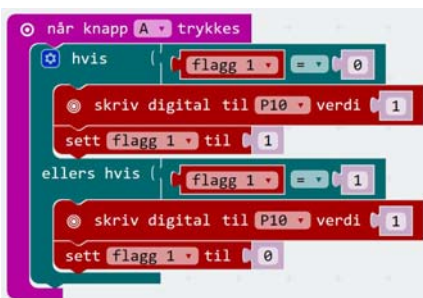 når knapp A trykkes
hvis ( flagg 1 = 0
skriv digital til P10 verdi 1
sett flagg 1 til 1
ellers hvis ( flagg 1 = 1
skriv digital til P10 verdi 1
sett flagg 1 til 0